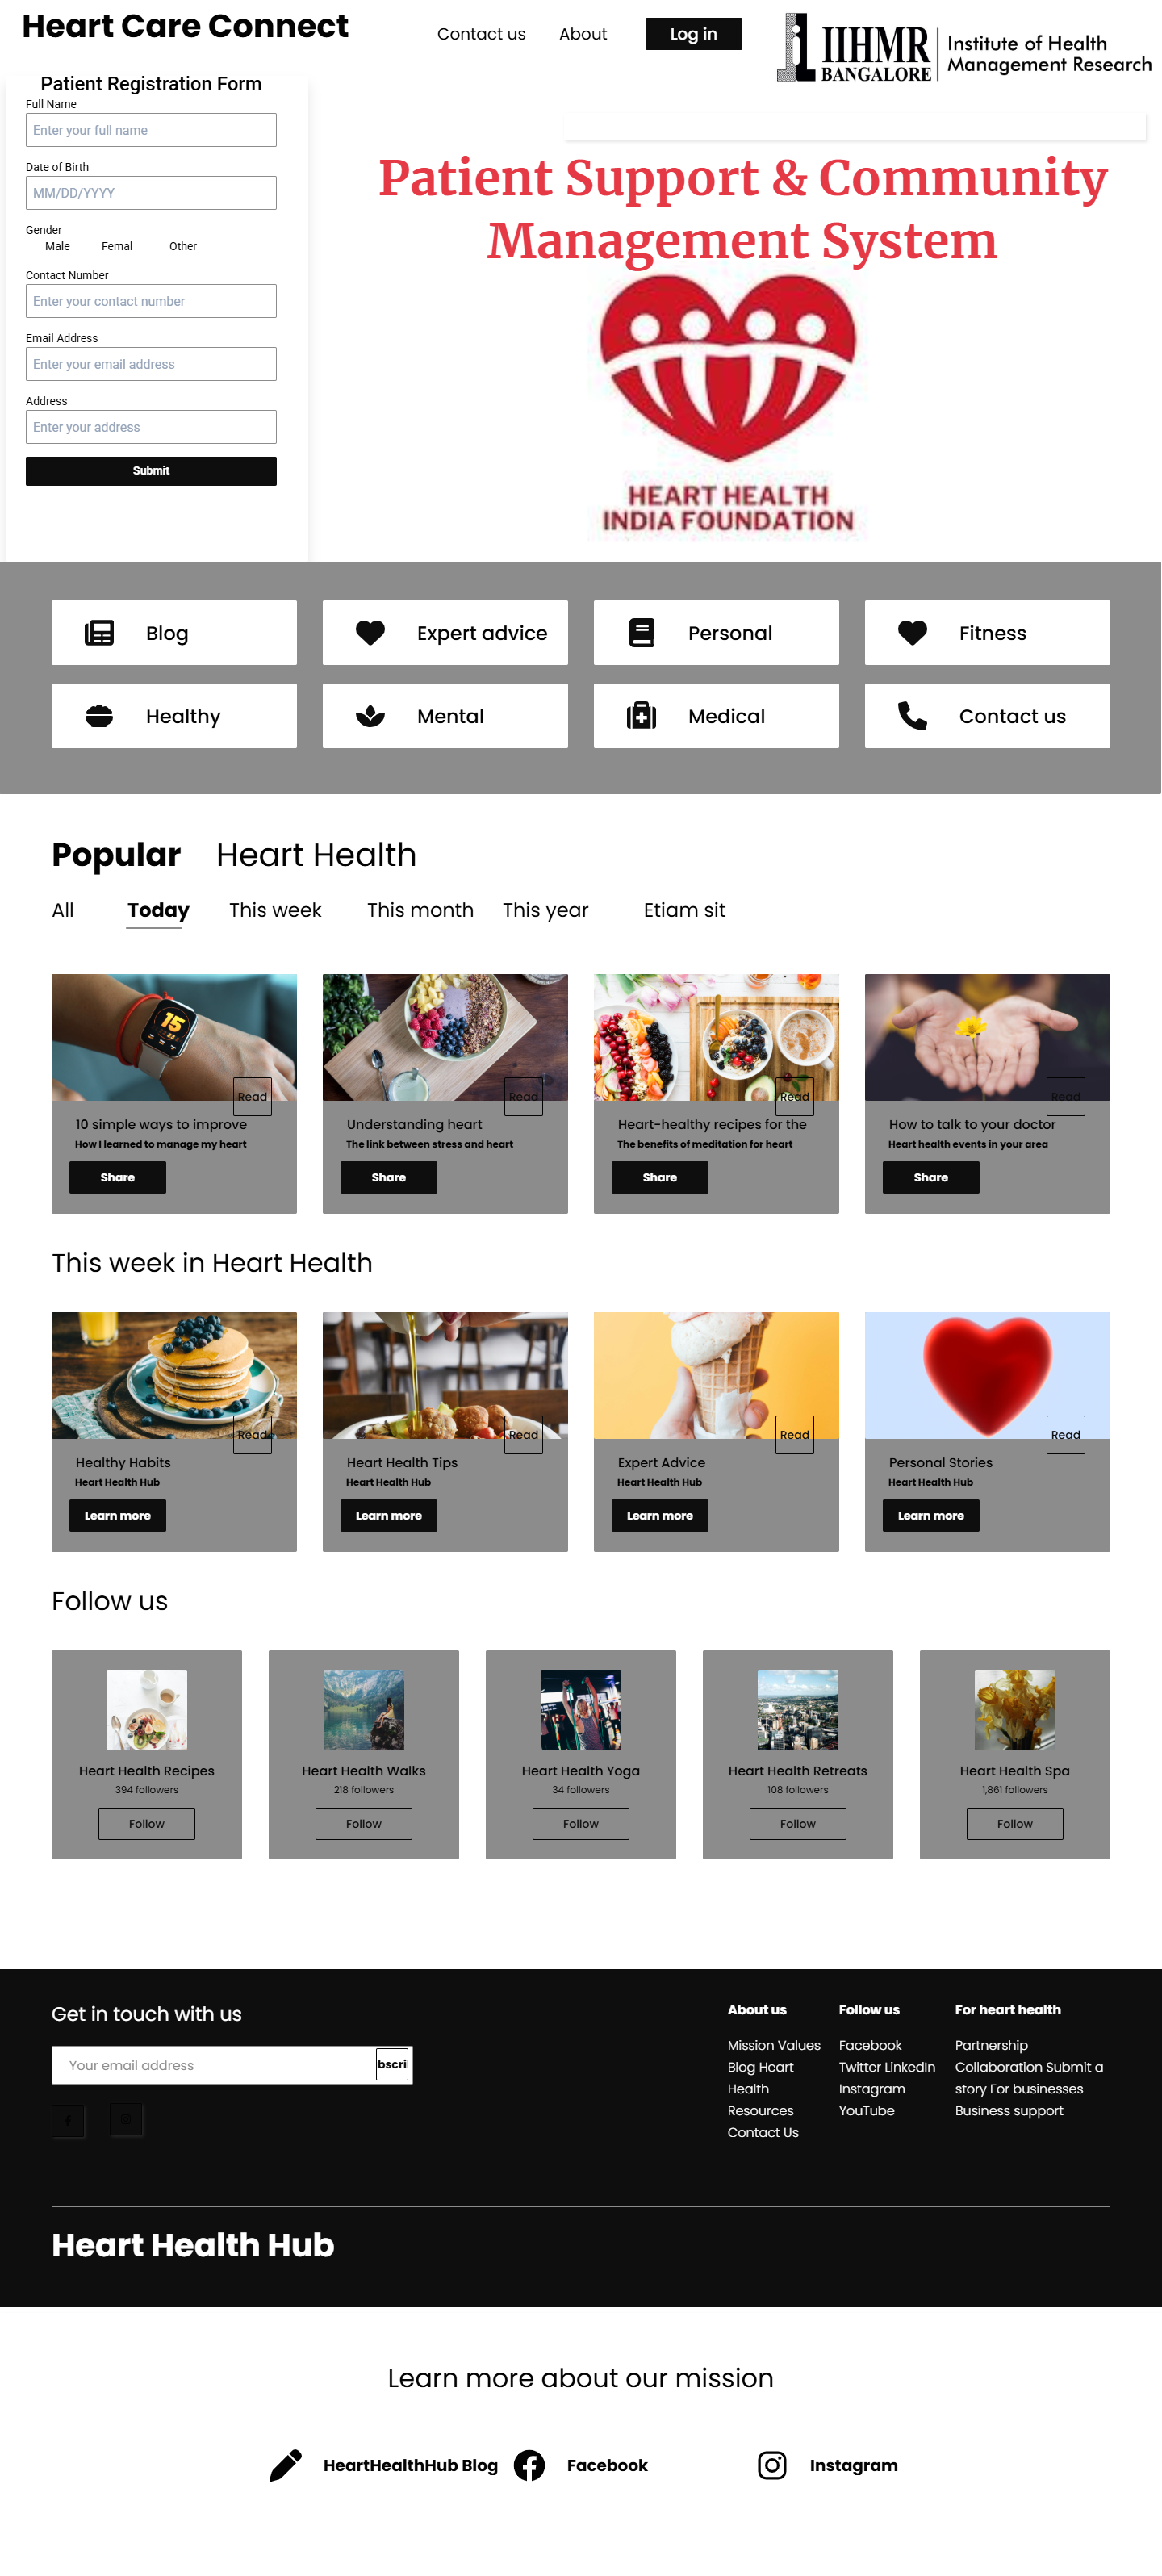 Heart Care Connect
Contact us
About
Log in
IIHMR
BANGALORE
Institute of Health
Management Research
Patient Registration Form
Full Name
Enter your full name
Date of Birth
MM/DD/YYYY
Gender
Male
Femal
Other
Contact Number
Enter your contact number
Email Address
Enter your email address
Address
Enter your address
Submit
Patient Support & Community
Management System
HEART HEALTH
INDIA FOUNDATION
Blog
Expert advice
Personal
Fitness
Healthy
Mental
Medical
Contact us
Popular
Heart Health
All
Today
This week
This month
This year
Etiam sit
15
Read
10 simple ways to improve
How I learned to manage my heart
Share
Read
Understanding heart
The link between stress and heart
Share
Read
Heart-healthy recipes for the
The benefits of meditation for heart
Share
Read
How to talk to your doctor
Heart health events in your area
Share
This week in Heart Health
Read
Healthy Habits
Heart Health Hub
Learn more
Read
Heart Health Tips
Heart Health Hub
Learn more
Read
Expert Advice
Heart Health Hub
Learn more
Read
Personal Stories
Heart Health Hub
Learn more
Follow us
Heart Health Recipes
394 followers
Follow
Heart Health Walks
218 followers
Follow
Heart Health Yoga
34 followers
Follow
Heart Health Retreats
108 followers
Follow
Heart Health Spa
1,861 followers
Follow
Get in touch with us
Your email address
bscri
About us
Mission Values
Blog Heart
Health
Resources
Contact Us
Follow us
Facebook
Twitter LinkedIn
Instagram
YouTube
For heart health
Partnership
Collaboration Submit a
story For businesses
Business support
Heart Health Hub
Learn more about our mission
HeartHealthHub Blog
Facebook
Instagram